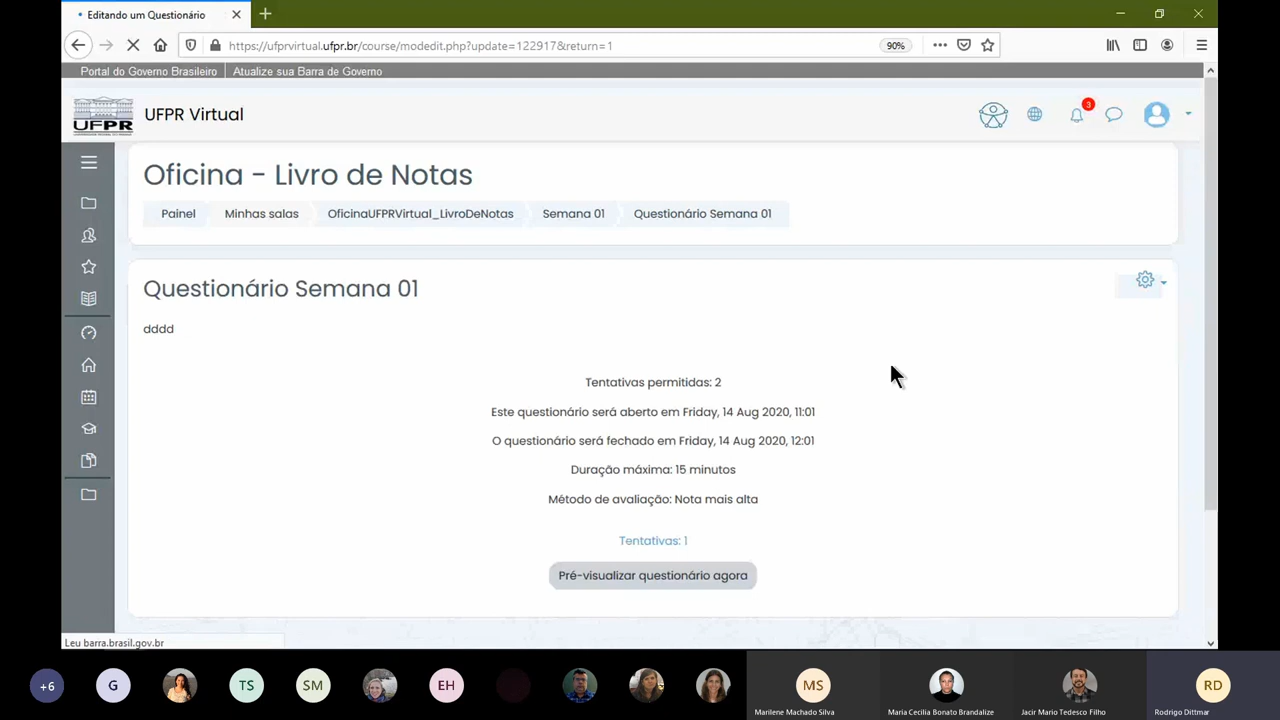 Editando um Questionário
https://ufprvirtual.ufpr.br/course/modedit.php?update=122917&return=1
90%
Portal do Governo Brasileiro
Atualize sua Barra de Governo
UFPR
UFPR Virtual
3
Oficina - Livro de Notas
Painel
Minhas salas
OficinaUFPRVirtual_LivroDeNotas
Semana 01
Questionário Semana 01
Questionário Semana 01
dddd
Tentativas permitidas: 2
Este questionário será aberto em Friday, 14 Aug 2020, 11:01
O questionário será fechado em Friday, 14 Aug 2020, 12:01
Duração máxima: 15 minutos
Método de avaliação: Nota mais alta
Tentativas: 1
Pré-visualizar questionário agora
Leu barra.brasil.gov.br
+6
G
TS
SM
EH
MS
RD
Marilene Machado Silva
Maria Cecilia Bonato Brandalize
Jacir Mario Tedesco Filho
Rodrigo Dittmar